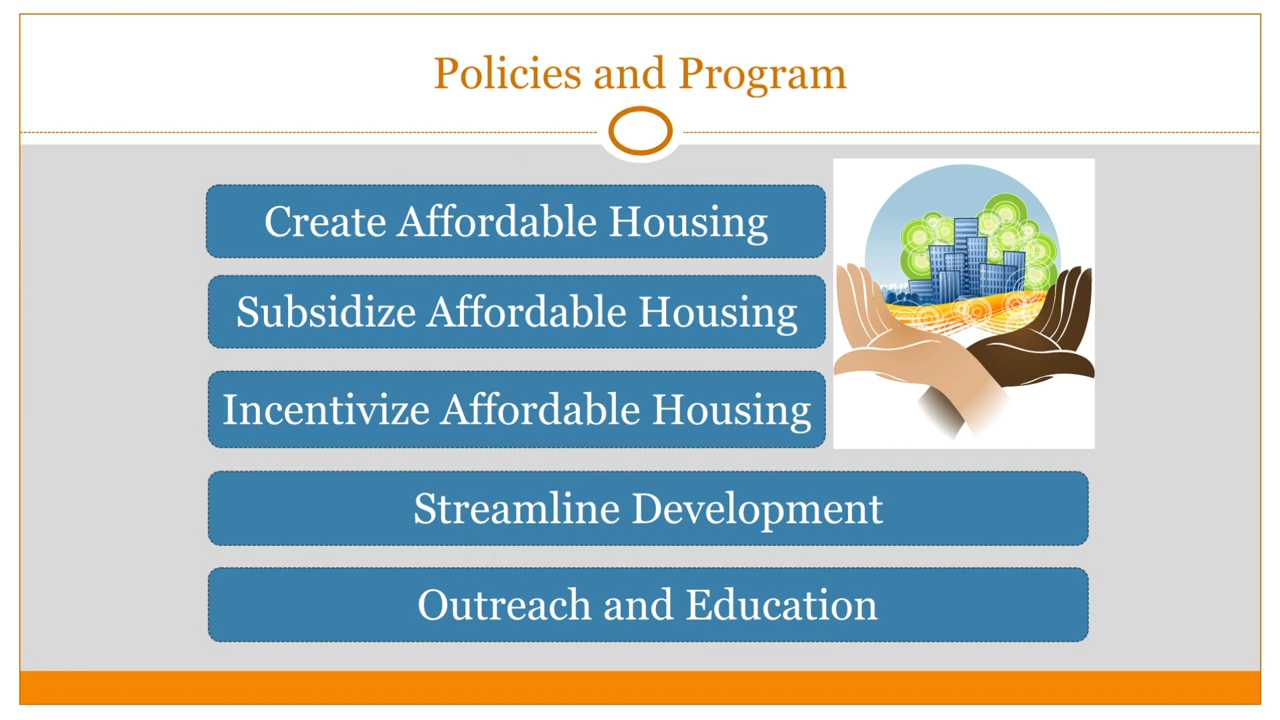 Policies and Program
Create Affordable Housing
Subsidize Affordable Housing
Incentivize Affordable Housing
Streamline Development
Outreach and Education